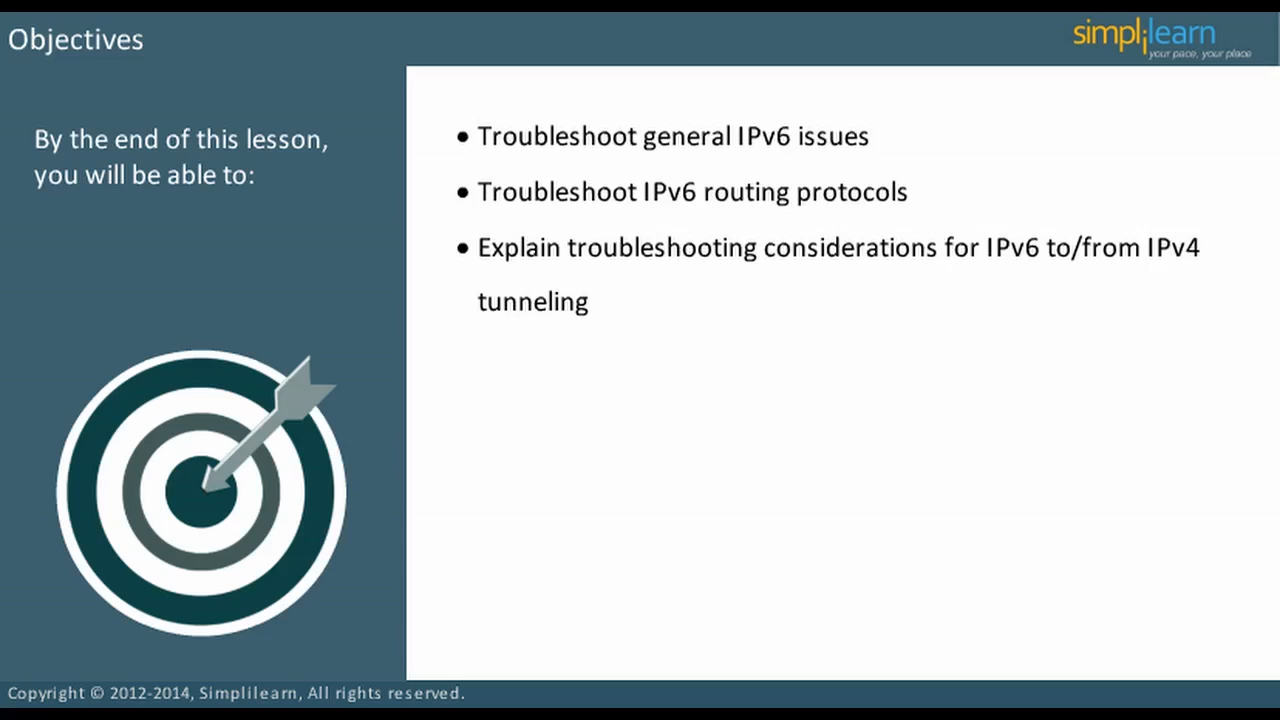 Objectives
simplilearn
your pace, your place
By the end of this lesson,
you will be able to:
• Troubleshoot general IPv6 issues
• Troubleshoot IPv6 routing protocols
• Explain troubleshooting considerations for IPv6 to/from IPv4
tunneling
Copyright © 2012-2014, Simplilearn, All rights reserved.